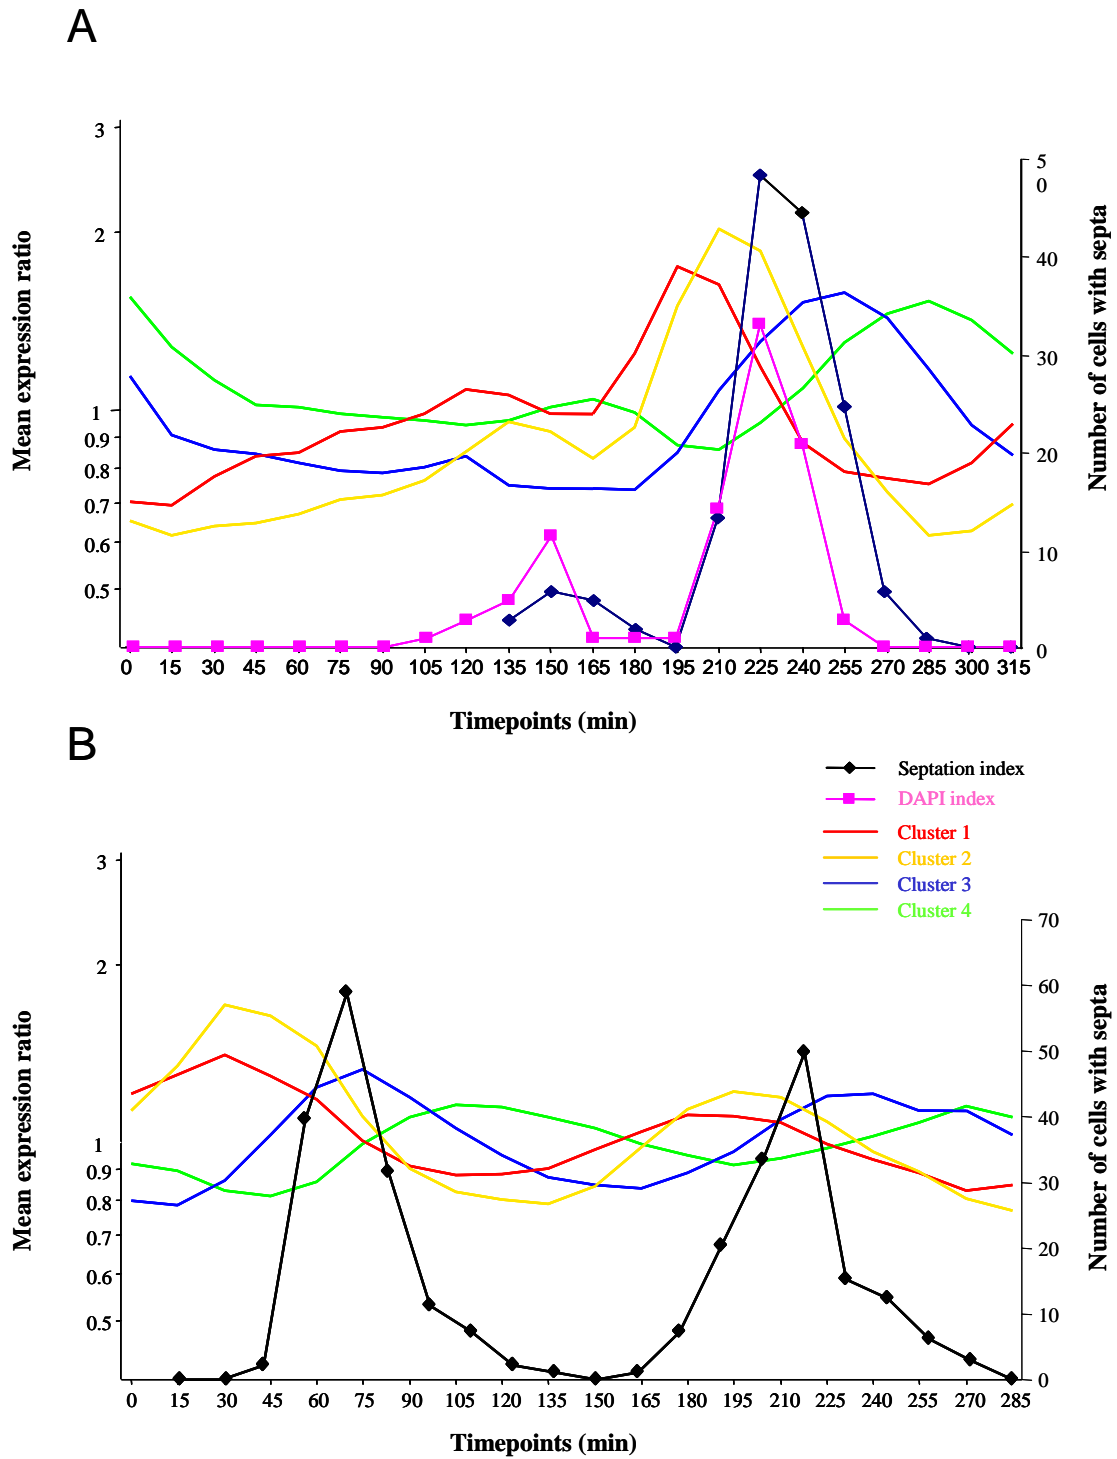 A
3
2
1
0.9
0.8
0.7
0.6
0.5
Mean expression ratio
5
0
40
30
20
10
0
Number of cells with septa
0 15 30 45 60 75 90 105 120 135 150 165 180 195 210 225 240 255 270 285 300 315
Timepoints (min)
B
Septation index
DAPI index
Cluster 1
Cluster 2
Cluster 3
Cluster 4
3
2
1
0.9
0.8
0.7
0.6
0.5
Mean expression ratio
70
60
50
40
30
20
10
0
Number of cells with septa
0 15 30 45 60 75 90 105 120 135 150 165 180 195 210 225 240 255 270 285
Timepoints (min)